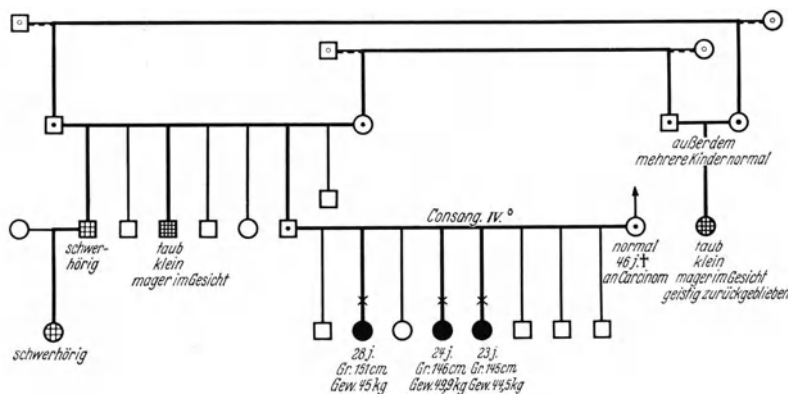 außerdem
mehrere Kinder normal
Consang. IV.°
schwer-
hörig
taub
klein
mager im Gesicht
normal
46 j. †
an Carcinom
taub
klein
mager im Gesicht
geistig zurückgeblieben
schwerhörig
28 j.
Gr. 151 cm
Gew. 45 kg
24 j.
Gr. 146 cm
Gew. 49,9 kg
23 j.
Gr. 145 cm
Gew. 44,5 kg